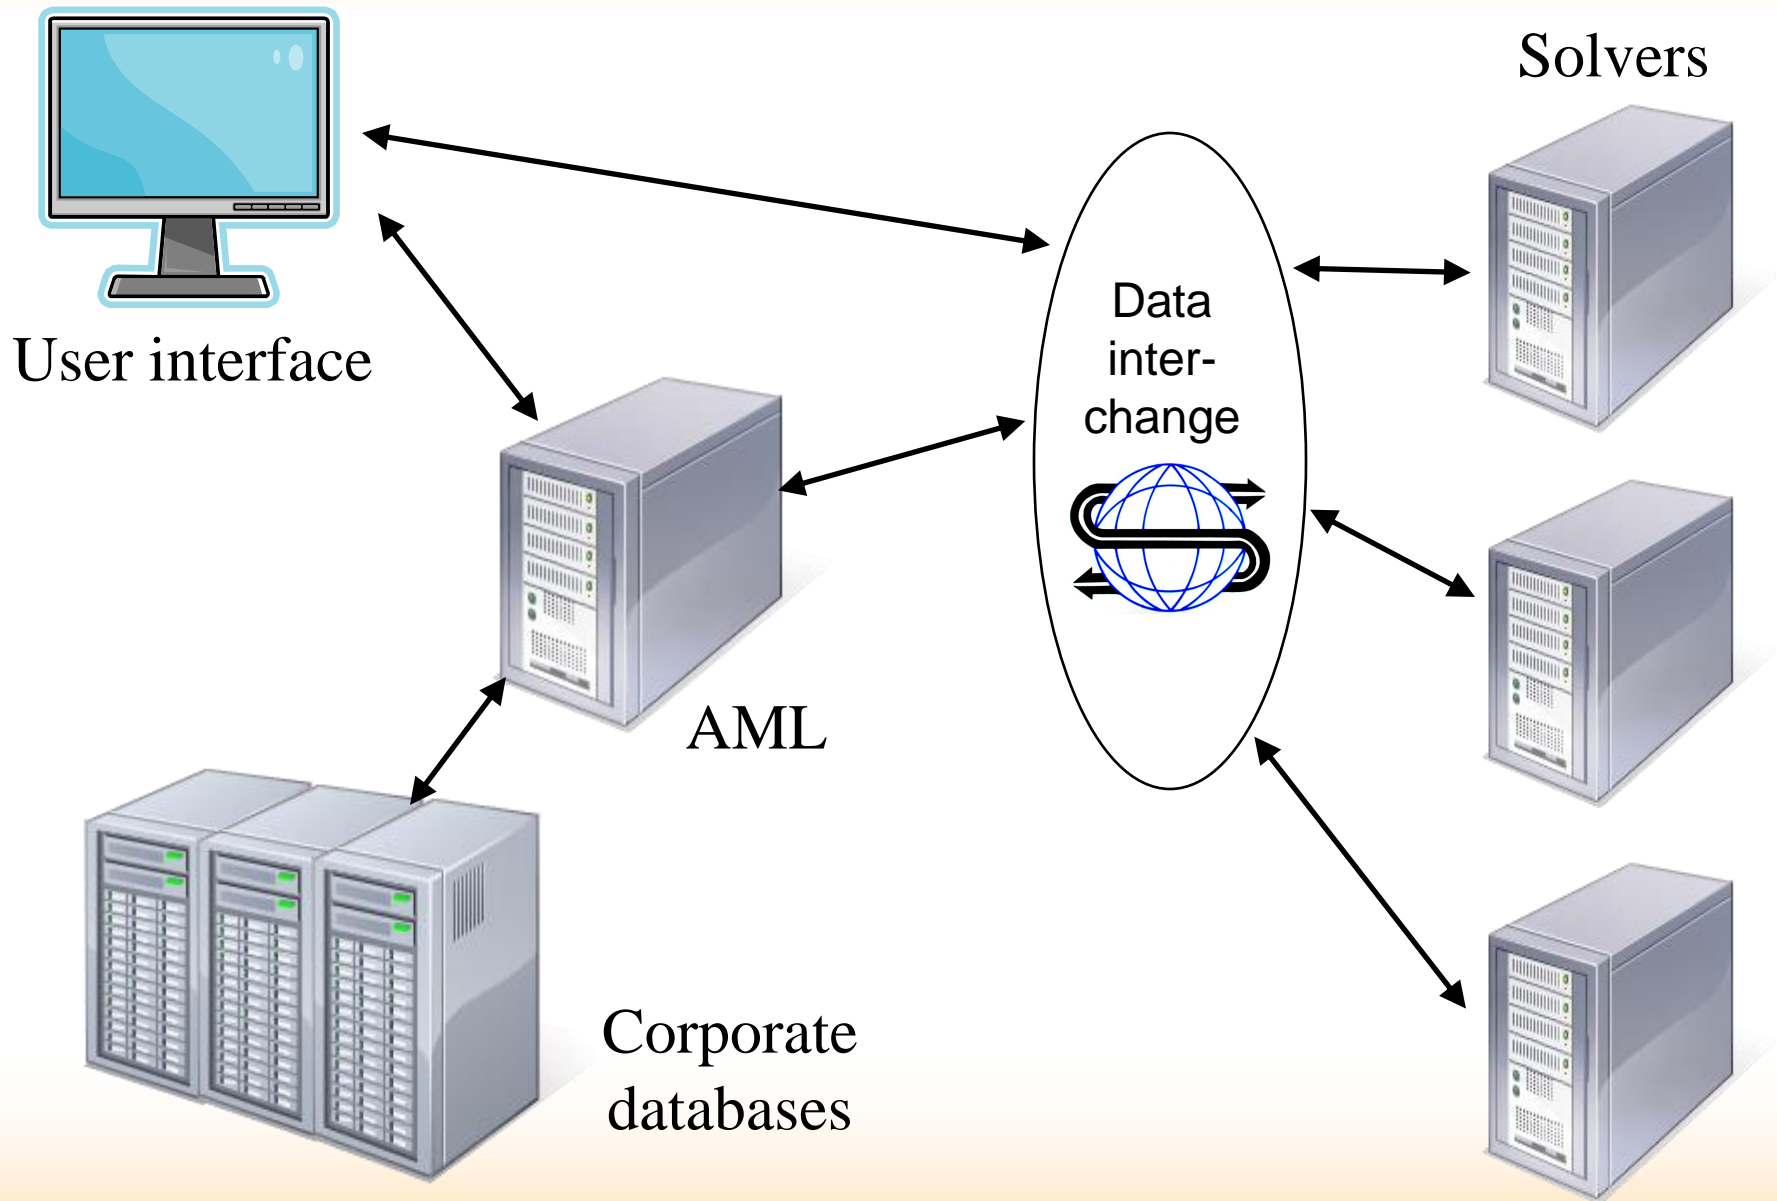 Solvers
User interface
Data
inter-
change
AML
Corporate
databases